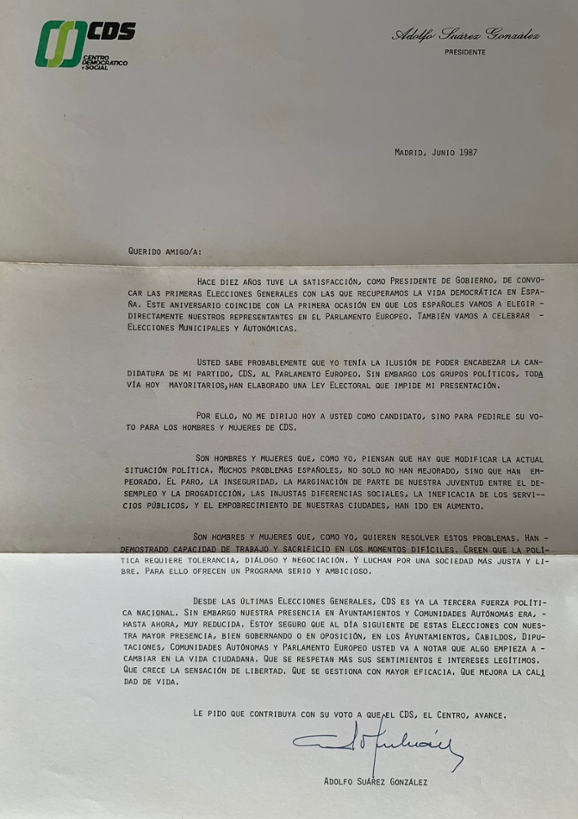 CDS
CENTRO
DEMOCRÁTICO
Y SOCIAL
Adolfo Suárez González
PRESIDENTE
MADRID, JUNIO 1987
QUERIDO AMIGO/A:
HACE DIEZ AÑOS TUVE LA SATISFACCIÓN, COMO PRESIDENTE DE GOBIERNO, DE CONVO-
CAR LAS PRIMERAS ELECCIONES GENERALES CON LAS QUE RECUPERAMOS LA VIDA DEMOCRÁTICA EN ESPA-
ÑA. ESTE ANIVERSARIO COINCIDE CON LA PRIMERA OCASIÓN EN QUE LOS ESPAÑOLES VAMOS A ELEGIR -
DIRECTAMENTE NUESTROS REPRESENTANTES EN EL PARLAMENTO EUROPEO. TAMBIÉN VAMOS A CELEBRAR -
ELECCIONES MUNICIPALES Y AUTONÓMICAS.
USTED SABE PROBABLEMENTE QUE YO TENÍA LA ILUSIÓN DE PODER ENCABEZAR LA CAN-
DIDATURA DE MI PARTIDO, CDS, AL PARLAMENTO EUROPEO. SIN EMBARGO LOS GRUPOS POLÍTICOS, TODA
VÍA HOY MAYORITARIOS, HAN ELABORADO UNA LEY ELECTORAL QUE IMPIDE MI PRESENTACIÓN.
POR ELLO, NO ME DIRIJO HOY A USTED COMO CANDIDATO, SINO PARA PEDIRLE SU VO-
TO PARA LOS HOMBRES Y MUJERES DE CDS.
SON HOMBRES Y MUJERES QUE, COMO YO, PIENSAN QUE HAY QUE MODIFICAR LA ACTUAL
SITUACIÓN POLÍTICA. MUCHOS PROBLEMAS ESPAÑOLES, NO SOLO NO HAN MEJORADO, SINO QUE HAN EM-
PEORADO. EL PARO, LA INSEGURIDAD, LA MARGINACIÓN DE PARTE DE NUESTRA JUVENTUD ENTRE EL DE-
SEMPLEO Y LA DROGADICCIÓN, LAS INJUSTAS DIFERENCIAS SOCIALES, LA INEFICACIA DE LOS SERVI--
CIOS PÚBLICOS, Y EL EMPOBRECIMIENTO DE NUESTRAS CIUDADES, HAN IDO EN AUMENTO.
SON HOMBRES Y MUJERES QUE, COMO YO, QUIEREN RESOLVER ESTOS PROBLEMAS. HAN -
DEMOSTRADO CAPACIDAD DE TRABAJO Y SACRIFICIO EN LOS MOMENTOS DIFÍCILES. CREEN QUE LA POLÍ-
TICA REQUIERE TOLERANCIA, DIÁLOGO Y NEGOCIACIÓN. Y LUCHAN POR UNA SOCIEDAD MÁS JUSTA Y LI-
BRE. PARA ELLO OFRECEN UN PROGRAMA SERIO Y AMBICIOSO.
DESDE LAS ÚLTIMAS ELECCIONES GENERALES, CDS ES YA LA TERCERA FUERZA POLÍTI
CA NACIONAL. SIN EMBARGO NUESTRA PRESENCIA EN AYUNTAMIENTOS Y COMUNIDADES AUTÓNOMAS ERA, -
HASTA AHORA, MUY REDUCIDA. ESTOY SEGURO QUE AL DÍA SIGUIENTE DE ESTAS ELECCIONES CON NUES-
TRA MAYOR PRESENCIA, BIEN GOBERNANDO O EN OPOSICIÓN, EN LOS AYUNTAMIENTOS, CABILDOS, DIPU-
TACIONES, COMUNIDADES AUTÓNOMAS Y PARLAMENTO EUROPEO USTED VA A NOTAR QUE ALGO EMPIEZA A -
CAMBIAR EN LA VIDA CIUDADANA. QUE SE RESPETAN MÁS SUS SENTIMIENTOS E INTERESES LEGÍTIMOS.
QUE CRECE LA SENSACIÓN DE LIBERTAD. QUE SE GESTIONA CON MAYOR EFICACIA. QUE MEJORA LA CALI
DAD DE VIDA.
LE PIDO QUE CONTRIBUYA CON SU VOTO A QUE EL CDS, EL CENTRO, AVANCE.
ADOLFO SUÁREZ GONZÁLEZ